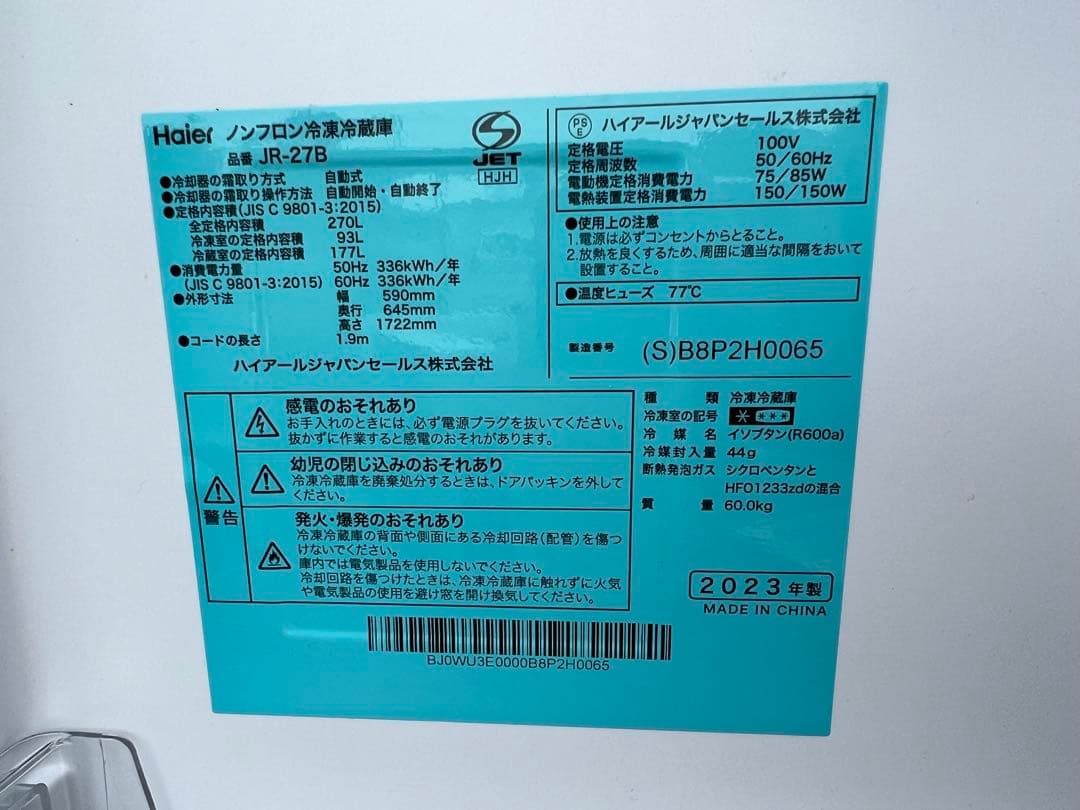 Haier ノンフロン冷凍冷蔵庫
品番 JR-27B
JET
HJH
●冷却器の霜取り方式 自動式
●冷却器の霜取り操作方法 自動開始・自動終了
●定格内容積(JIS C 9801-3:2015)
全定格内容積 270L
冷凍室の定格内容積 93L
冷蔵室の定格内容積 177L
●消費電力量 50Hz 336kWh/年
(JIS C 9801-3:2015) 60Hz 336kWh/年
●外形寸法 幅 590mm
奥行 645mm
高さ 1722mm
●コードの長さ 1.9m
ハイアールジャパンセールス株式会社
PS
E
ハイアールジャパンセールス株式会社
定格電圧 100V
定格周波数 50/60Hz
電動機定格消費電力 75/85W
電熱装置定格消費電力 150/150W
●使用上の注意
1.電源は必ずコンセントからとること。
2.放熱を良くするため、周囲に適当な間隔をおいて
設置すること。
●温度ヒューズ 77℃
製造番号 (S)B8P2H0065
警告
感電のおそれあり
お手入れのときには、必ず電源プラグを抜いてください。
抜かずに作業すると感電のおそれがあります。
幼児の閉じ込めのおそれあり
冷凍冷蔵庫を廃棄処分するときは、ドアパッキンを外して
ください。
発火・爆発のおそれあり
冷凍冷蔵庫の背面や側面にある冷却回路(配管)を傷つ
けないでください。
庫内では電気製品を使用しないでください。
冷却回路を傷つけたときは、冷凍冷蔵庫に触れずに火気
や電気製品の使用を避け窓を開け換気してください。
種類 冷凍冷蔵庫
冷凍室の記号 * ***
冷媒名 イソブタン(R600a)
冷媒封入量 44g
断熱発泡ガス シクロペンタンと
HFO1233zdの混合
質量 60.0kg
2023年製
MADE IN CHINA
BJ0WU3E0000B8P2H0065